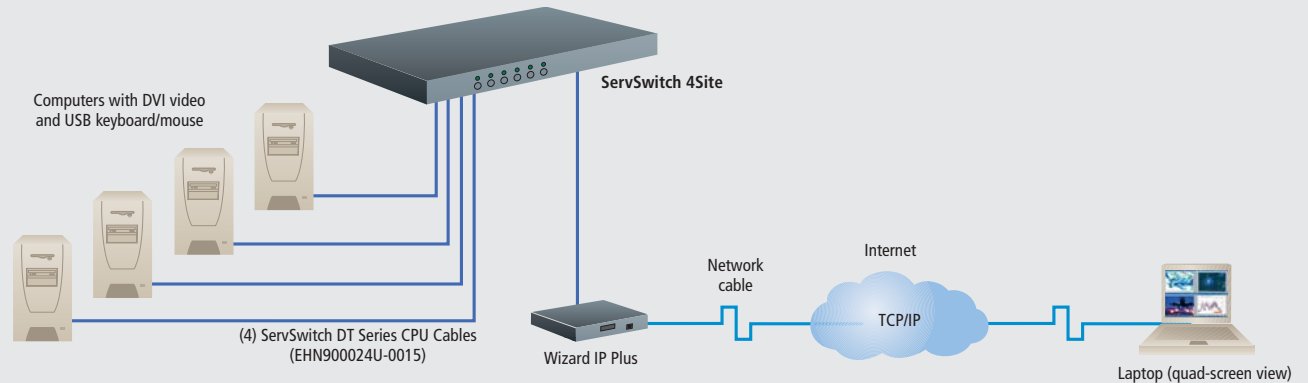 ServSwitch 4Site
Computers with DVI video
and USB keyboard/mouse
(4) ServSwitch DT Series CPU Cables
(EHN900024U-0015)
Wizard IP Plus
Network
cable
Internet
TCP/IP
Laptop (quad-screen view)